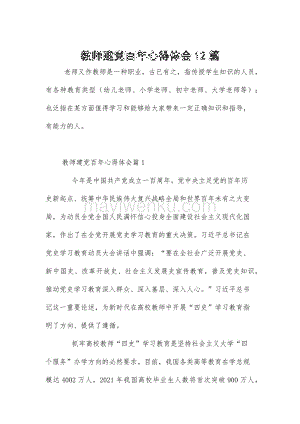 教师建党百年心得体会12篇
老师又作教师是一种职业。古已有之,指传授学生知识的人员,
有各种教育类型(幼儿老师、小学老师、初中老师、大学老师等);
也泛指在某方面值得学习和能够给大家带来一定正确知识和指导,
有能力的人。
教师建党百年心得体会篇1
今年是中国共产党成立一百周年。党中央立足党的百年历
史新起点、统筹中华民族伟大复兴战略全局和世界百年未有之大变
局、为动员全党全国人民满怀信心投身全面建设社会主义现代化国
家,作出了在全党开展党史学习教育的重大决策。习近平总书记在
党史学习教育动员大会讲话中强调:“要在全社会广泛开展党史、
新中国史、改革开放史、社会主义发展史宣传教育,普及党史知识,
推动党史学习教育深入群众、深入基层、深入人心。”习近平总书
记这一重要论述,为新时代在高校教师中开展“四史”学习教育指
明了方向、提供了遵循。
抓牢高校教师“四史”学习教育是坚持社会主义大学“四
个服务”办学方向的必然要求。目前,我国各类高等教育在学总规
模达4002万人,2021年我国高校毕业生人数将首次突破900万人。